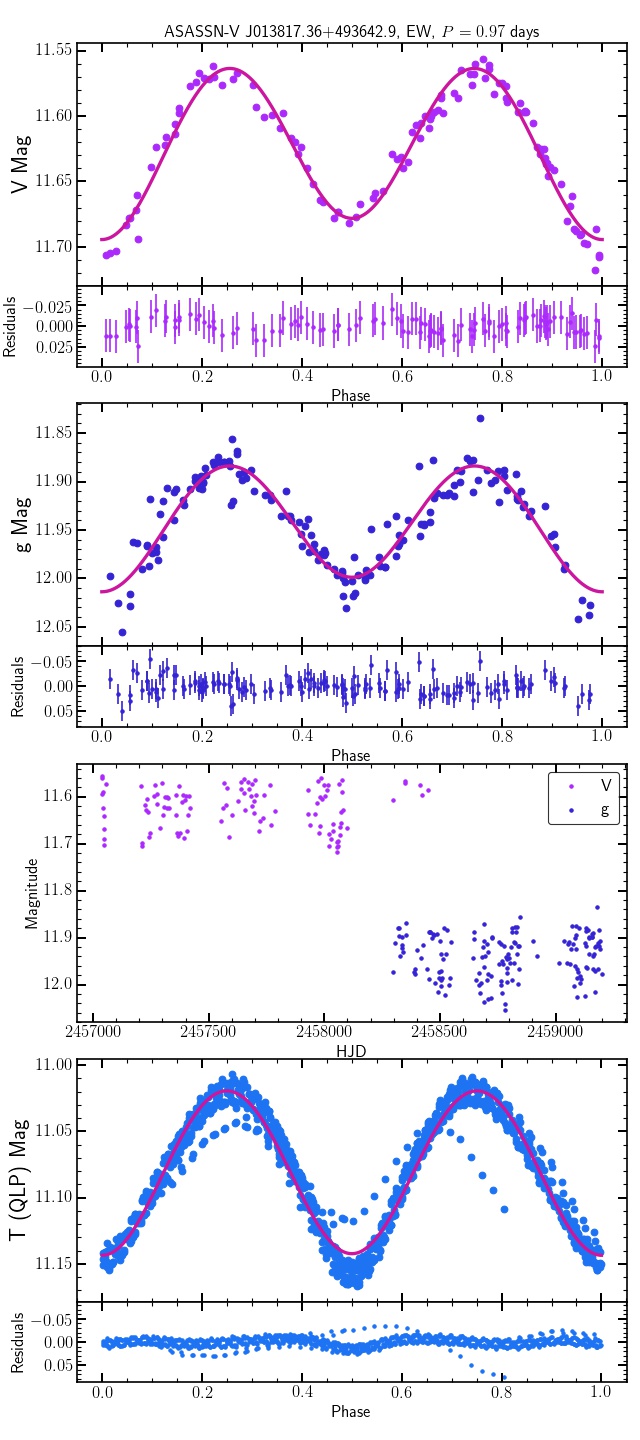 ASASSN-V J013817.36+493642.9, EW, P = 0.97 days
11.55
11.60
11.65
11.70
V Mag
−0.025
0.000
0.025
Residuals
0.0 0.2 0.4 0.6 0.8 1.0
Phase
11.85
11.90
11.95
12.00
12.05
g Mag
−0.05
0.00
0.05
Residuals
0.0 0.2 0.4 0.6 0.8 1.0
Phase
11.6
11.7
11.8
11.9
12.0
Magnitude
V
g
2457000 2457500 2458000 2458500 2459000
HJD
11.00
11.05
11.10
11.15
T (QLP) Mag
−0.05
0.00
0.05
Residuals
0.0 0.2 0.4 0.6 0.8 1.0
Phase